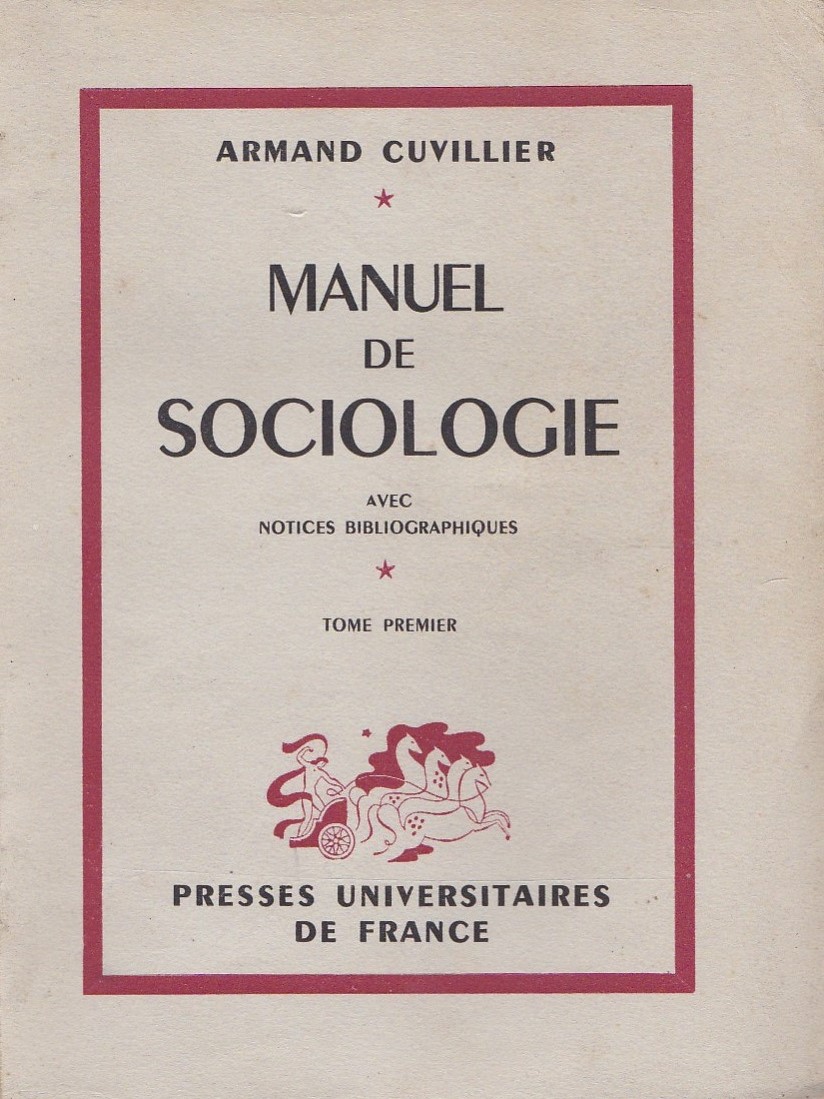 ARMAND CUVILLIER
MANUEL
DE
SOCIOLOGIE
AVEC
NOTICES BIBLIOGRAPHIQUES
TOME PREMIER
PRESSES UNIVERSITAIRES
DE FRANCE